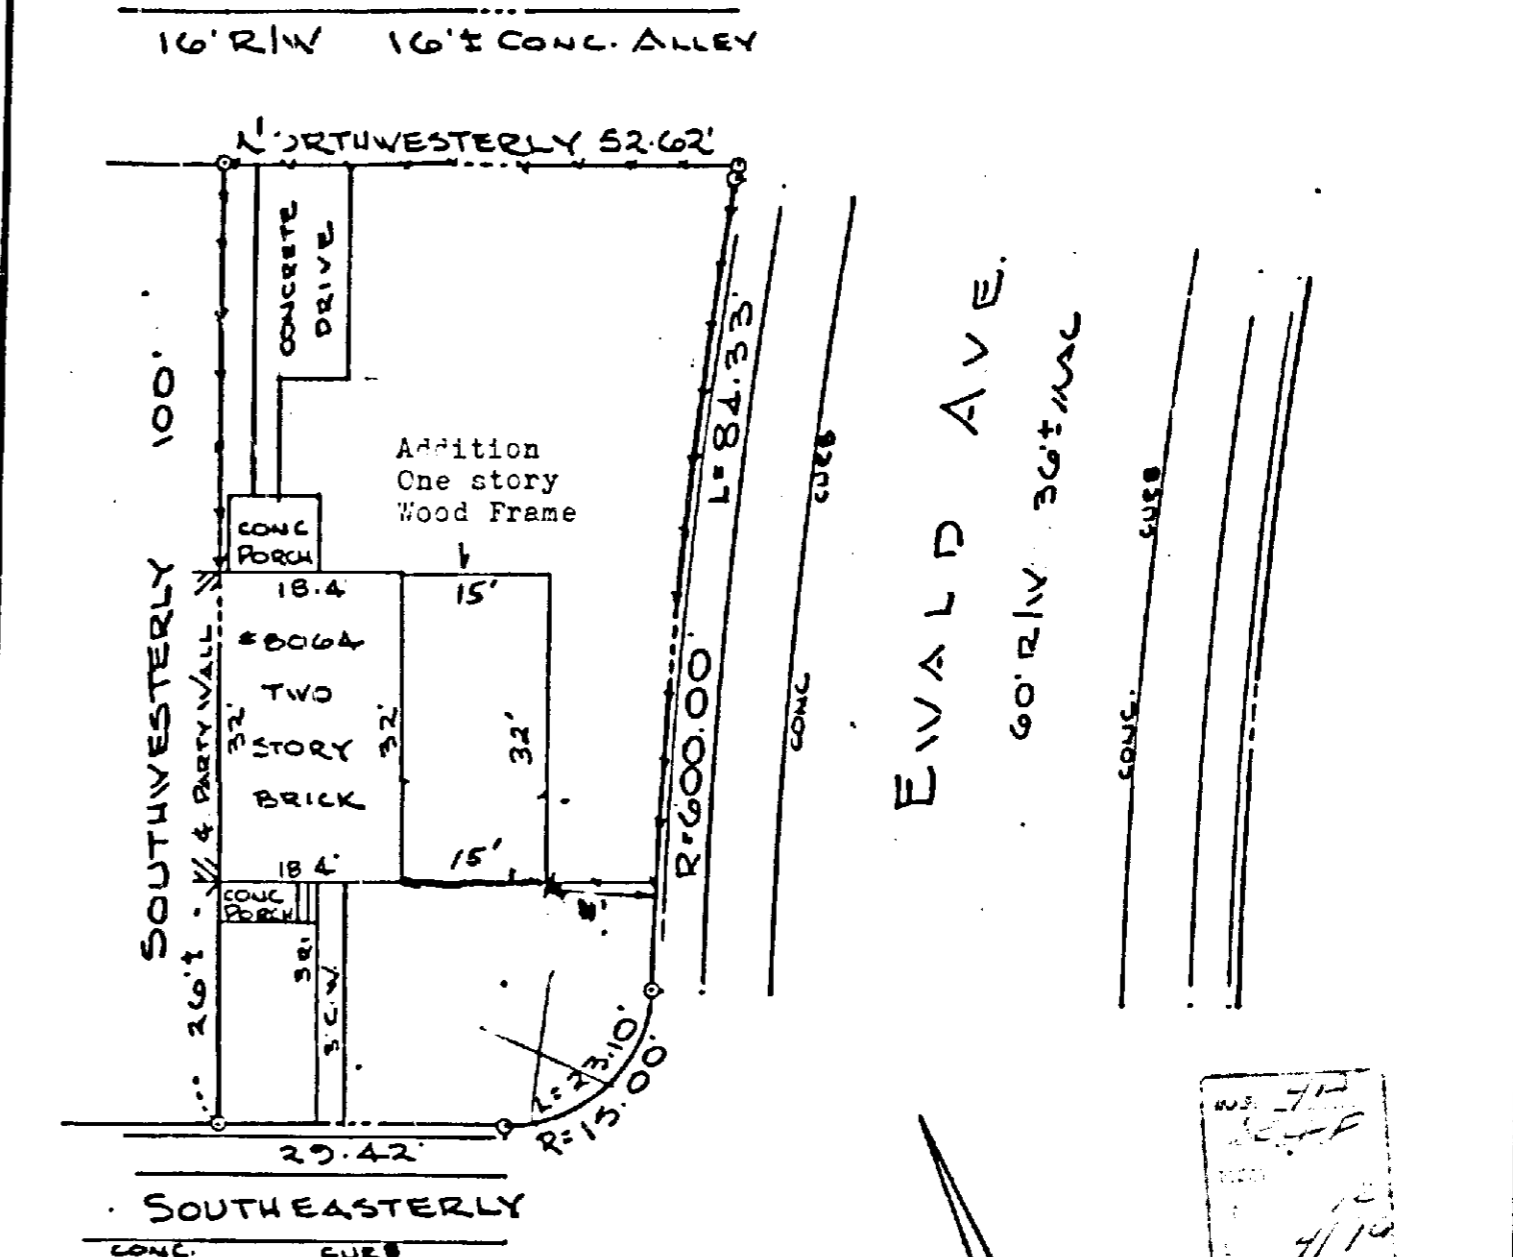 16' R/W 16'± CONC. ALLEY
NORTHWESTERLY 52.62'
CONCRETE
DRIVE
100'
SOUTHWESTERLY
Addition
One story
Wood Frame
CONC
PORCH
18.4
15'
#8064
TWO
STORY
BRICK
32'
32'
32'
PARTY WALL
18.4'
15'
CONC
PORCH
26'±
3'C.W.
L=84.33'
R=600.00'
CONC
CURB
EWALD AVE.
60' R/W 36'± MAC
CONC.
CURB
L=23.10'
R=15.00'
29.42'
SOUTHEASTERLY
CONC. CURB